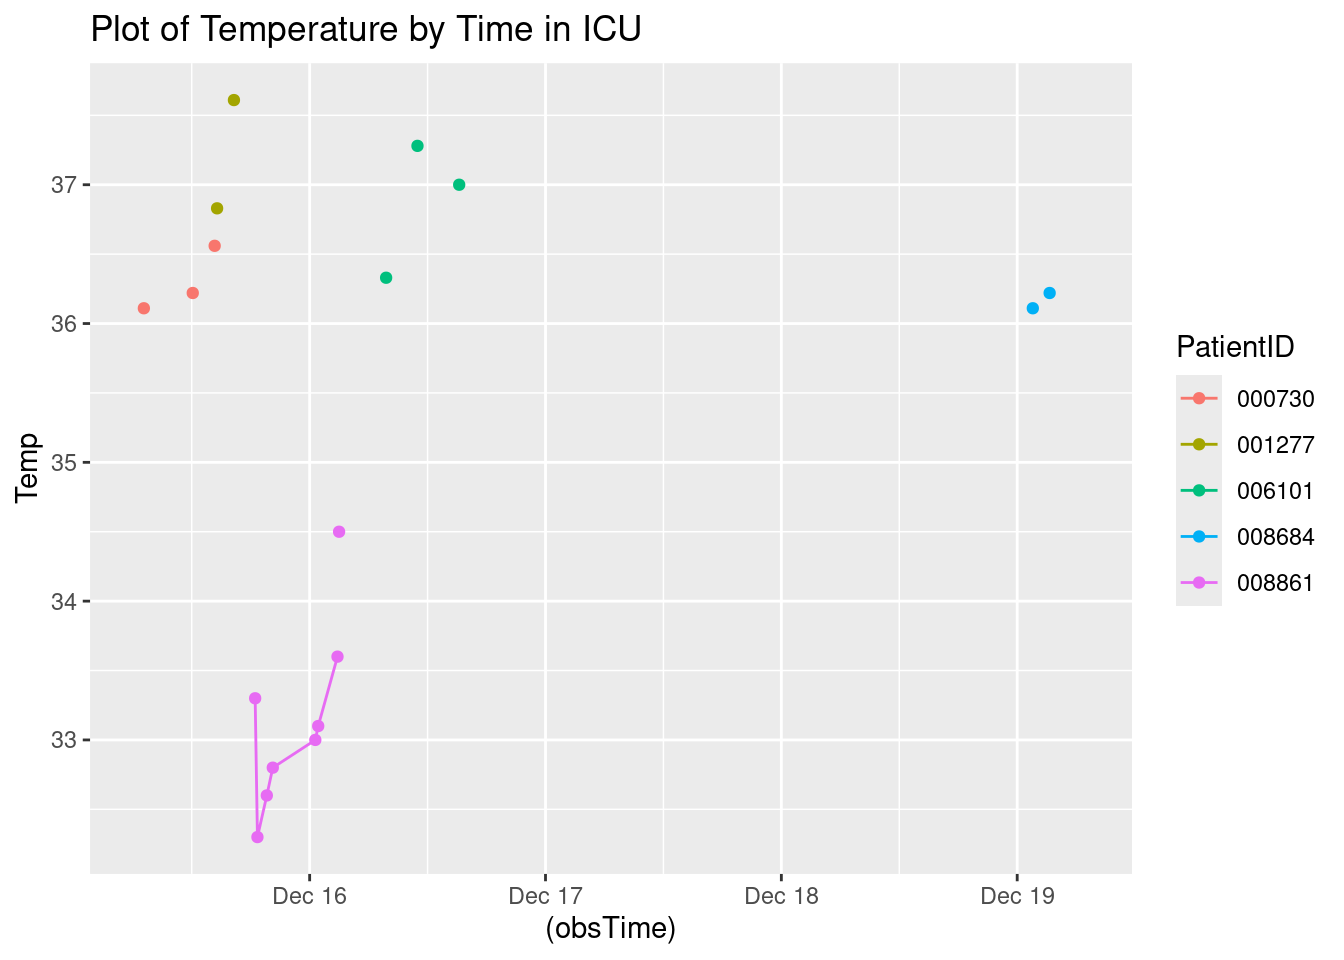 Plot of Temperature by Time in ICU
37
36
35
34
33
Temp
Dec 16
Dec 17
Dec 18
Dec 19
(obsTime)
PatientID
000730
001277
006101
008684
008861